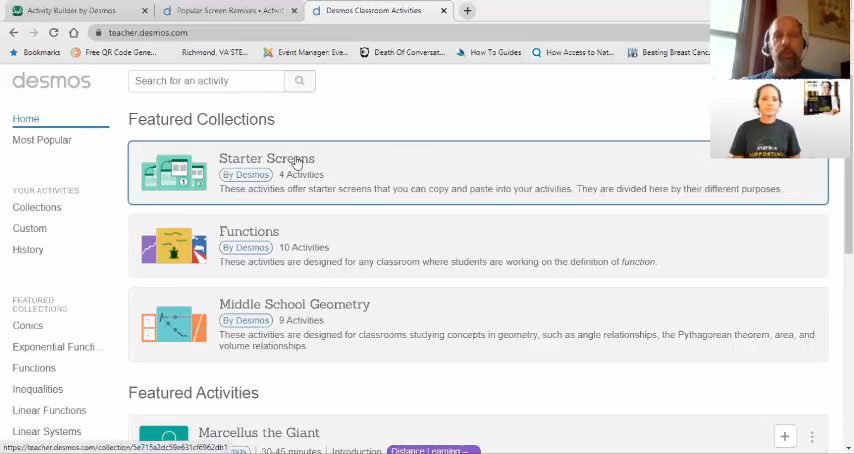 Activity Builder by Desmos
Popular Screen Remixes • Activit
Desmos Classroom Activities
teacher.desmos.com
Bookmarks
Free QR Code Gene...
Richmond, VA STE...
Event Manager: Eve...
Death Of Conversat...
How To Guides
How Access to Nat...
Beating Breast Canc...
desmos
Search for an activity
Home
Most Popular
YOUR ACTIVITIES
Collections
Custom
History
FEATURED
COLLECTIONS
Conics
Exponential Functi...
Functions
Inequalities
Linear Functions
Linear Systems
Featured Collections
Starter Screens
By Desmos 4 Activities
These activities offer starter screens that you can copy and paste into your activities. They are divided here by their different purposes.
Functions
By Desmos 10 Activities
These activities are designed for any classroom where students are working on the definition of function.
Middle School Geometry
By Desmos 9 Activities
These activities are designed for classrooms studying concepts in geometry, such as angle relationships, the Pythagorean theorem, area, and
volume relationships.
Featured Activities
Marcellus the Giant
30-45 minutes Introduction Distance Learning –
https://teacher.desmos.com/collection/5e715a2dc59e631cf6962db1
SUPPORTING